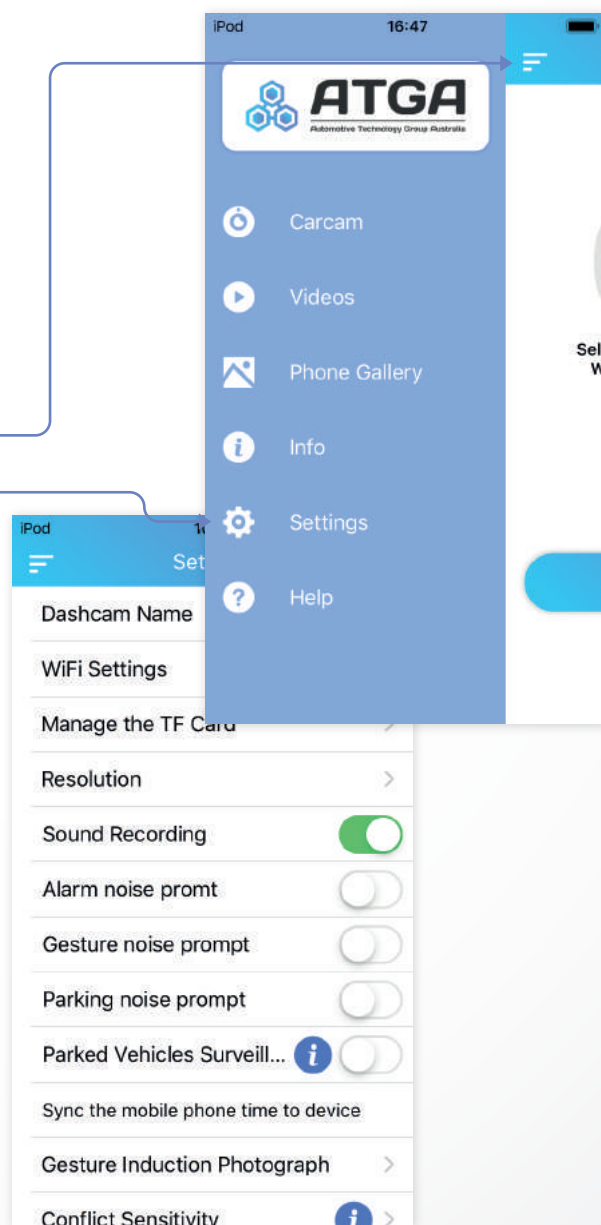 iPod 16:47
ATGA
Automotive Technology Group Australia
Carcam
Videos
Phone Gallery
Info
Settings
Help
Sel
W
iPod
Set
Dashcam Name
WiFi Settings
Manage the TF Card
Resolution
Sound Recording
Alarm noise promt
Gesture noise prompt
Parking noise prompt
Parked Vehicles Surveill...
Sync the mobile phone time to device
Gesture Induction Photograph
Conflict Sensitivity